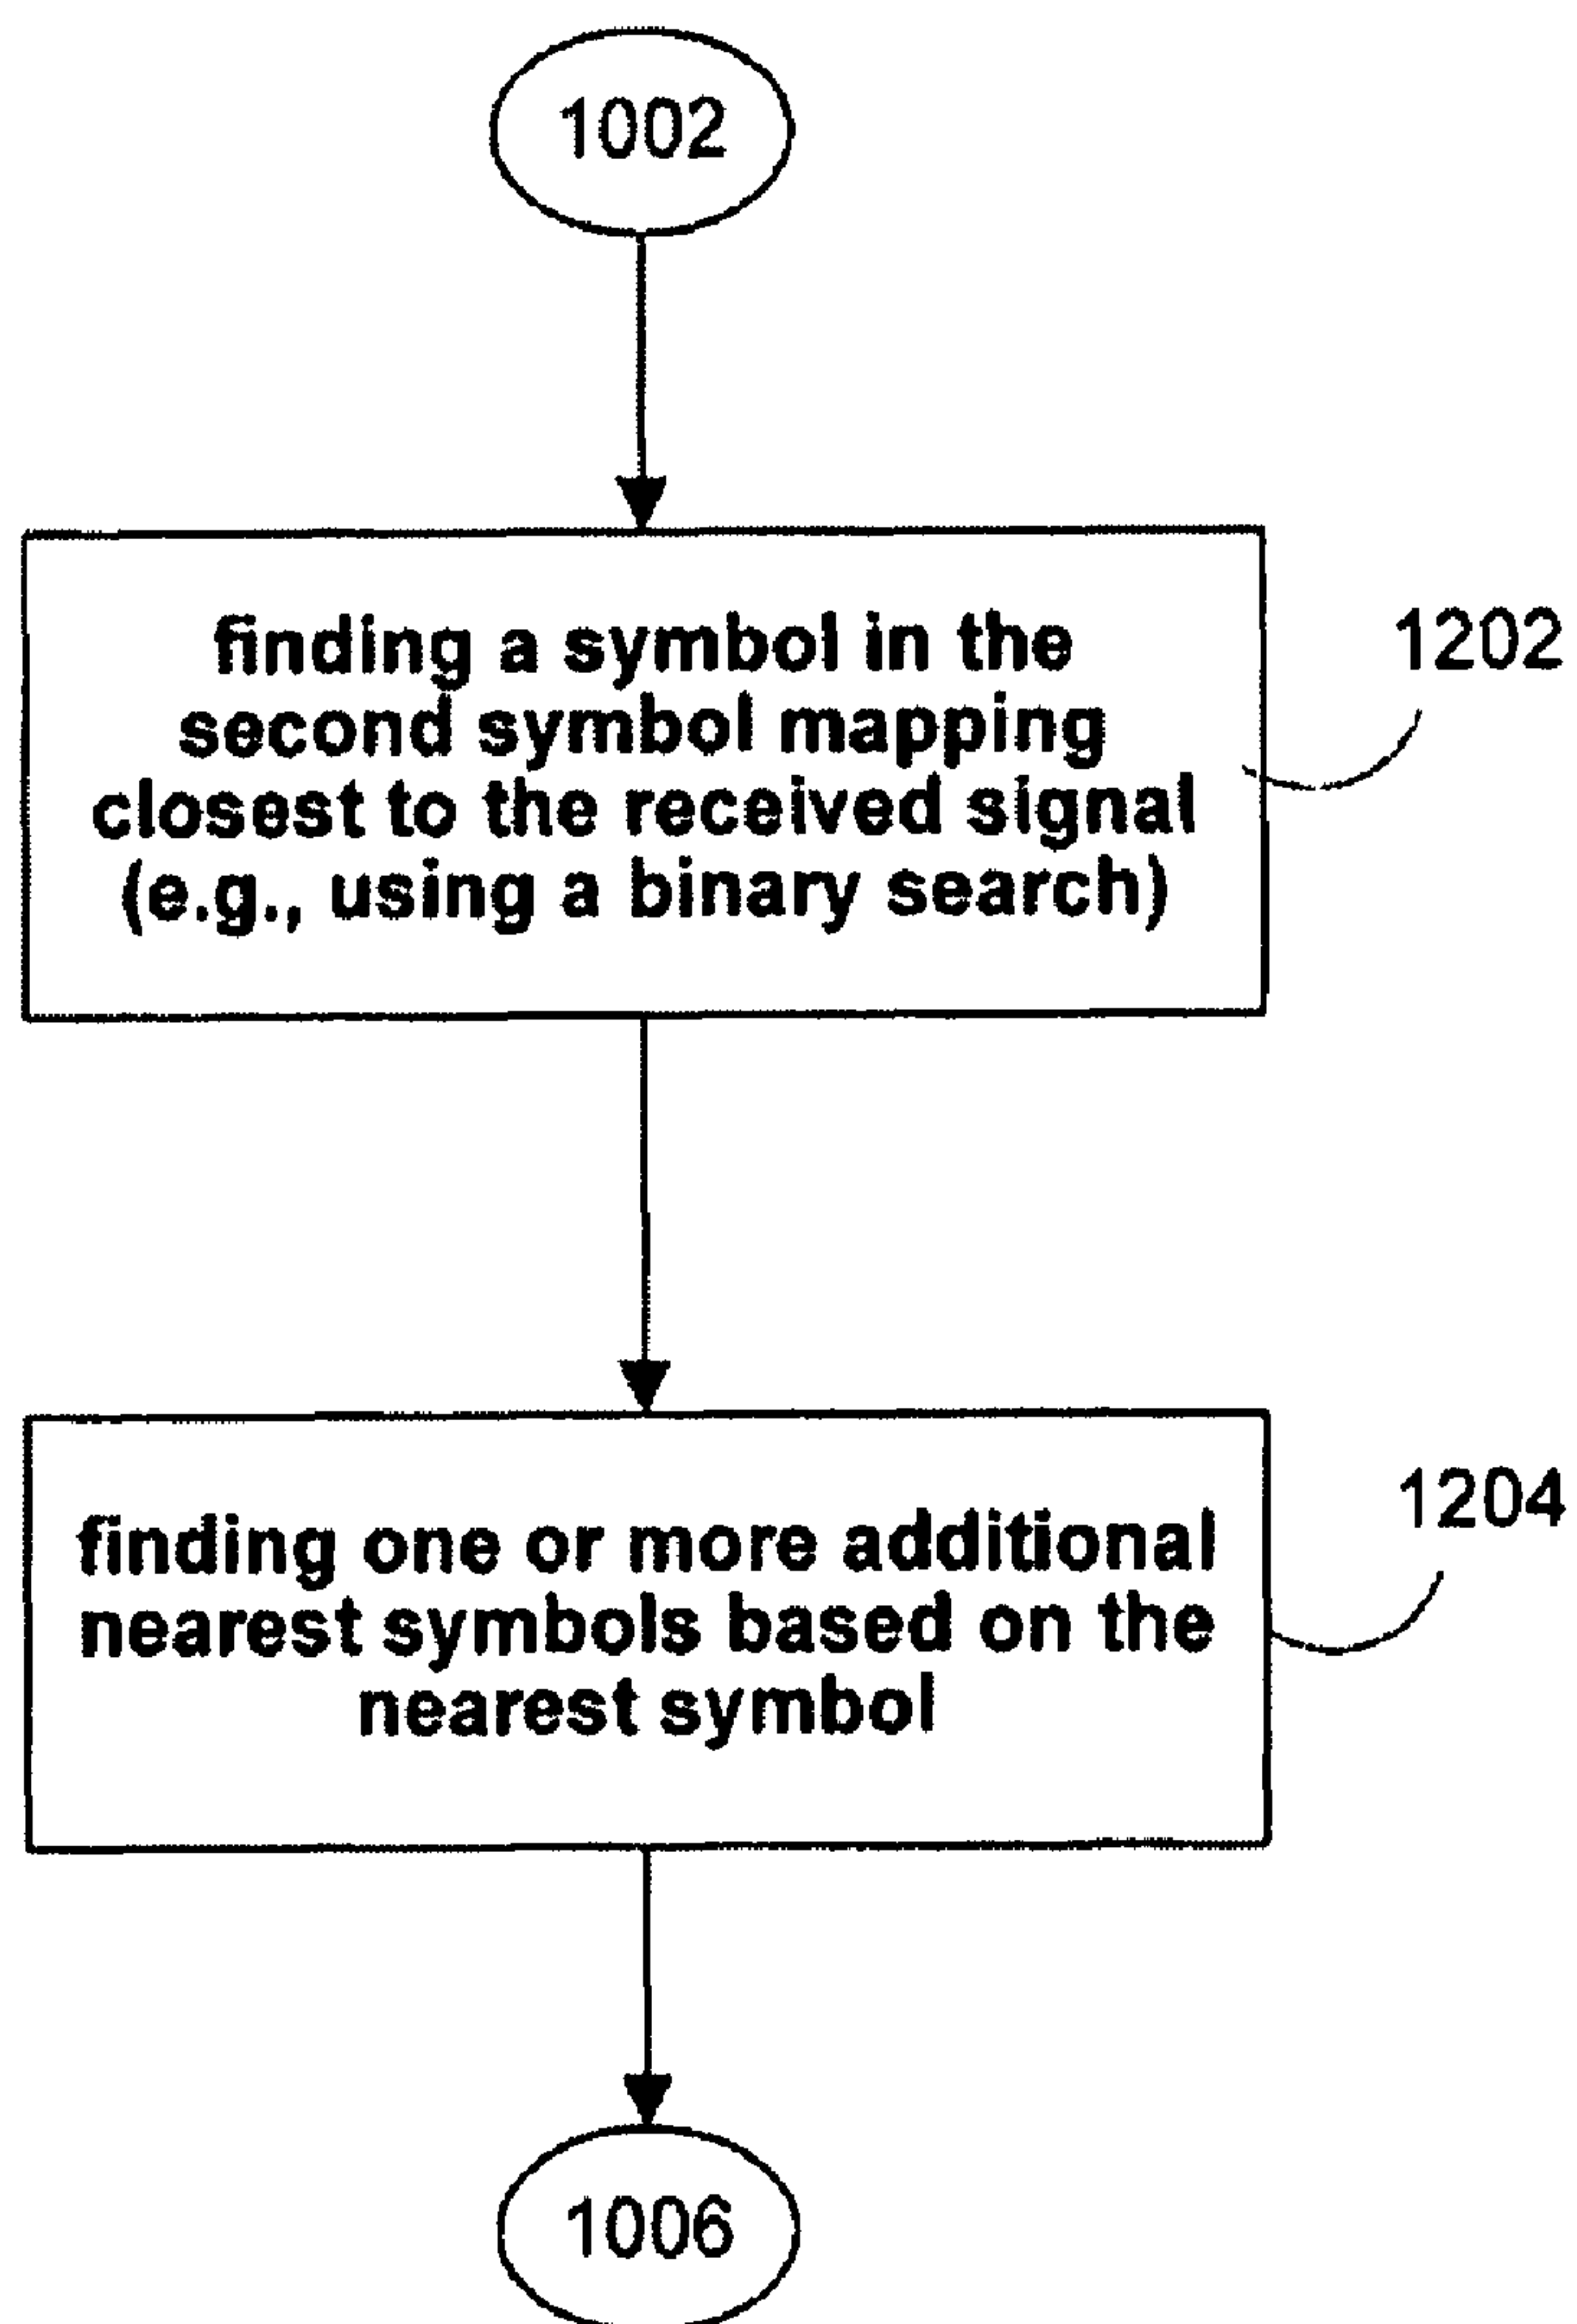 1002
finding a symbol in the
second symbol mapping
closest to the received signal
(e.g., using a binary search)
1202
finding one or more additional
nearest symbols based on the
nearest symbol
1204
1006